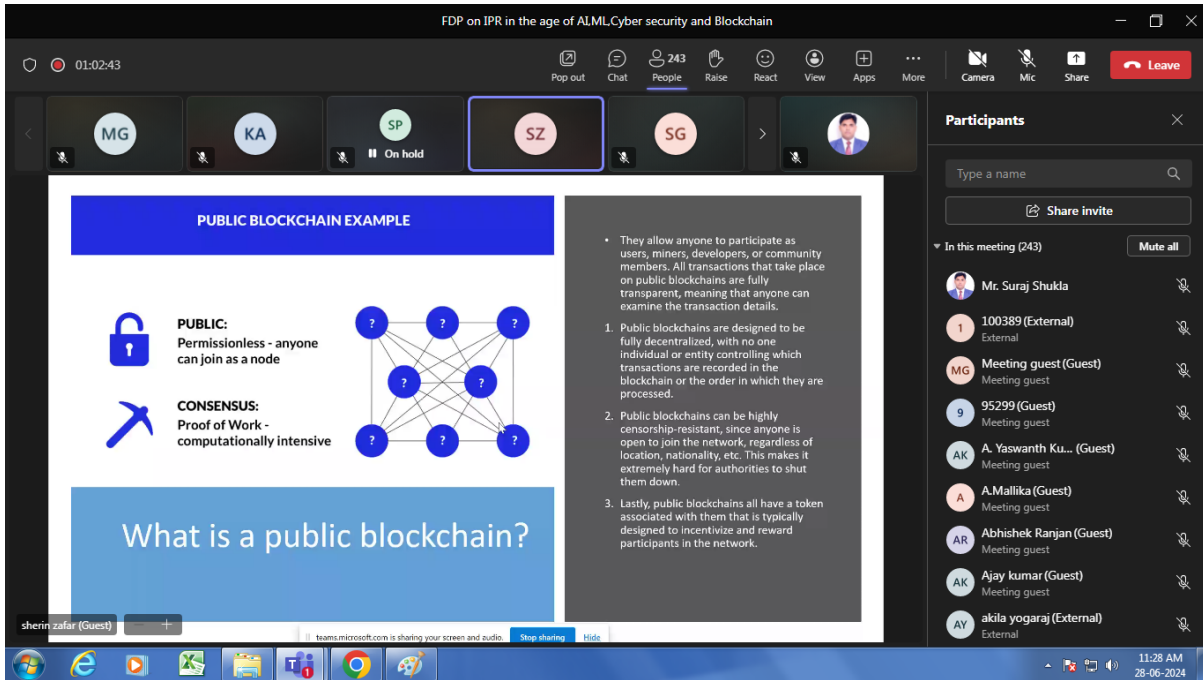 FDP on IPR in the age of AI,ML,Cyber security and Blockchain
01:02:43
Pop out
Chat
243
People
Raise
React
View
Apps
More
Camera
Mic
Share
Leave
MG
KA
SP
On hold
SZ
SG
PUBLIC BLOCKCHAIN EXAMPLE
PUBLIC:
Permissionless - anyone
can join as a node
CONSENSUS:
Proof of Work -
computationally intensive
? ? ?
? ?
? ? ?
What is a public blockchain?
• They allow anyone to participate as
users, miners, developers, or community
members. All transactions that take place
on public blockchains are fully
transparent, meaning that anyone can
examine the transaction details.
1. Public blockchains are designed to be
fully decentralized, with no one
individual or entity controlling which
transactions are recorded in the
blockchain or the order in which they are
processed.
2. Public blockchains can be highly
censorship-resistant, since anyone is
open to join the network, regardless of
location, nationality, etc. This makes it
extremely hard for authorities to shut
them down.
3. Lastly, public blockchains all have a token
associated with them that is typically
designed to incentivize and reward
participants in the network.
sherin zafar (Guest)
teams.microsoft.com is sharing your screen and audio.
Stop sharing
Hide
Participants
Type a name
Share invite
In this meeting (243)
Mute all
Mr. Suraj Shukla
1
100389 (External)
External
MG
Meeting guest (Guest)
Meeting guest
9
95299 (Guest)
Meeting guest
AK
A. Yaswanth Ku... (Guest)
Meeting guest
A
A.Mallika (Guest)
Meeting guest
AR
Abhishek Ranjan (Guest)
Meeting guest
AK
Ajay kumar (Guest)
Meeting guest
AY
akila yogaraj (External)
External
1
11:28 AM
28-06-2024